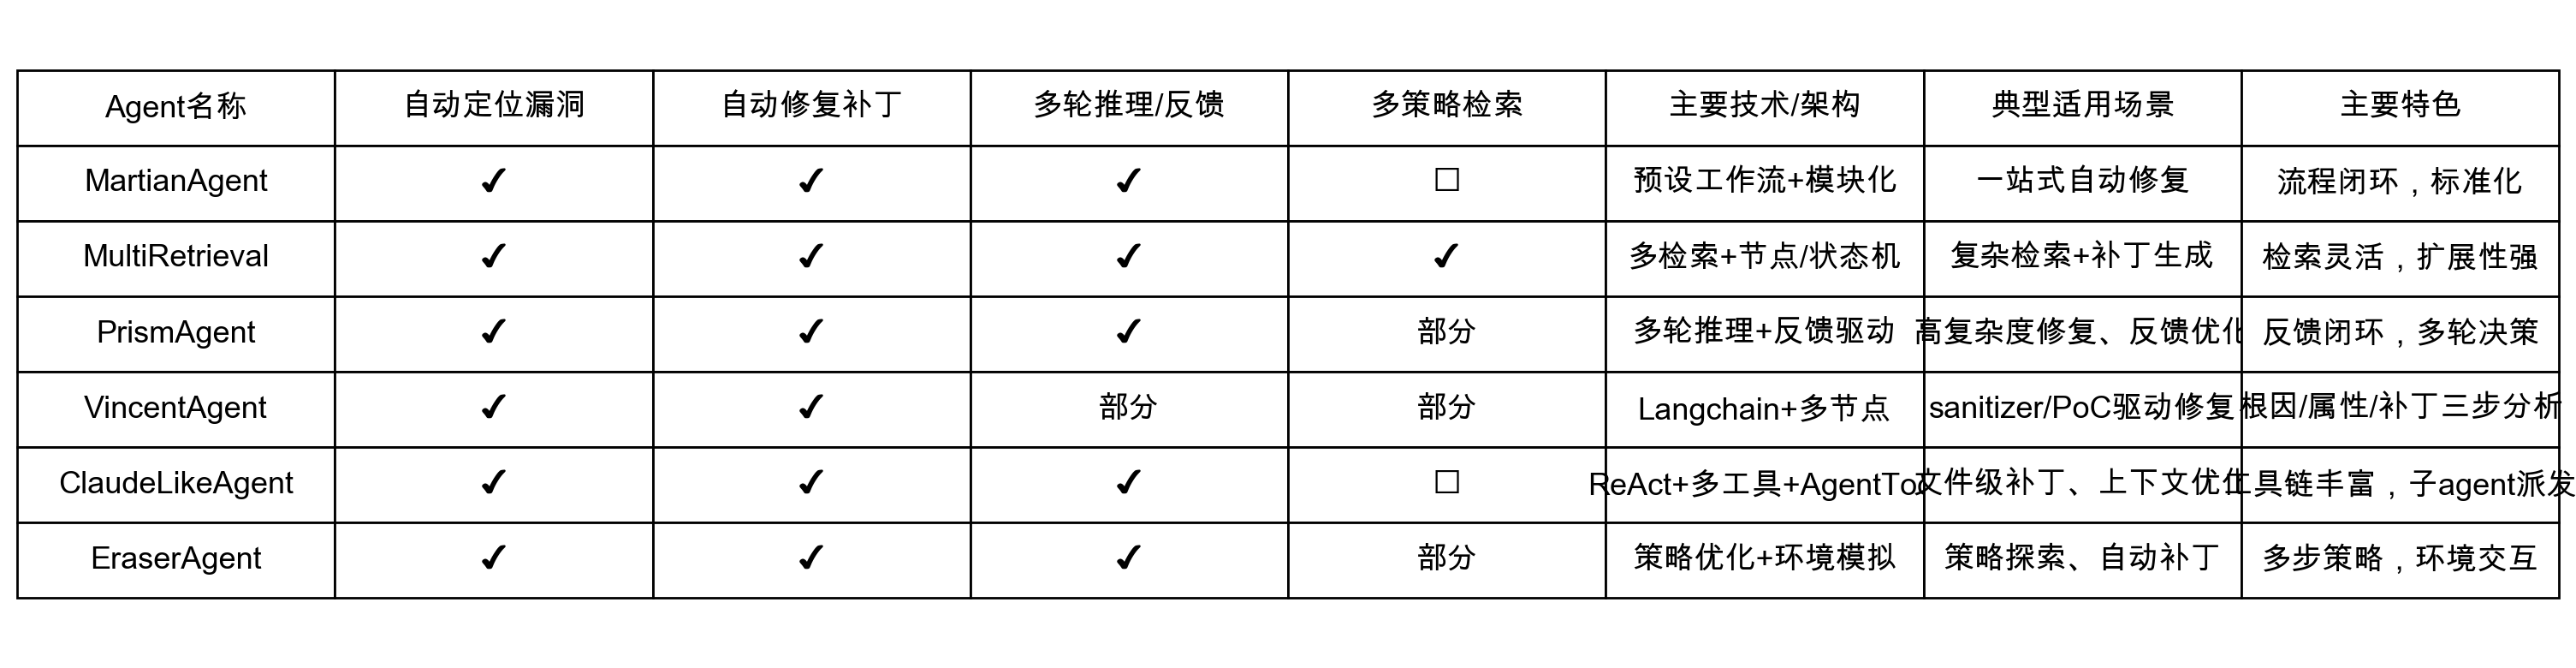 Agent名称 自动定位漏洞 自动修复补丁 多轮推理/反馈 多策略检索 主要技术/架构 典型适用场景 主要特色
MartianAgent ✔ ✔ ✔ ☐ 预设工作流+模块化 一站式自动修复 流程闭环，标准化
MultiRetrieval ✔ ✔ ✔ ✔ 多检索+节点/状态机 复杂检索+补丁生成 检索灵活，扩展性强
PrismAgent ✔ ✔ ✔ 部分 多轮推理+反馈驱动 高复杂度修复、反馈优化 反馈闭环，多轮决策
VincentAgent ✔ ✔ 部分 部分 Langchain+多节点 sanitizer/PoC驱动修复 根因/属性/补丁三步分析
ClaudeLikeAgent ✔ ✔ ✔ ☐ ReAct+多工具+AgentToo 文件级补丁、上下文优化 工具链丰富，子agent派发
EraserAgent ✔ ✔ ✔ 部分 策略优化+环境模拟 策略探索、自动补丁 多步策略，环境交互